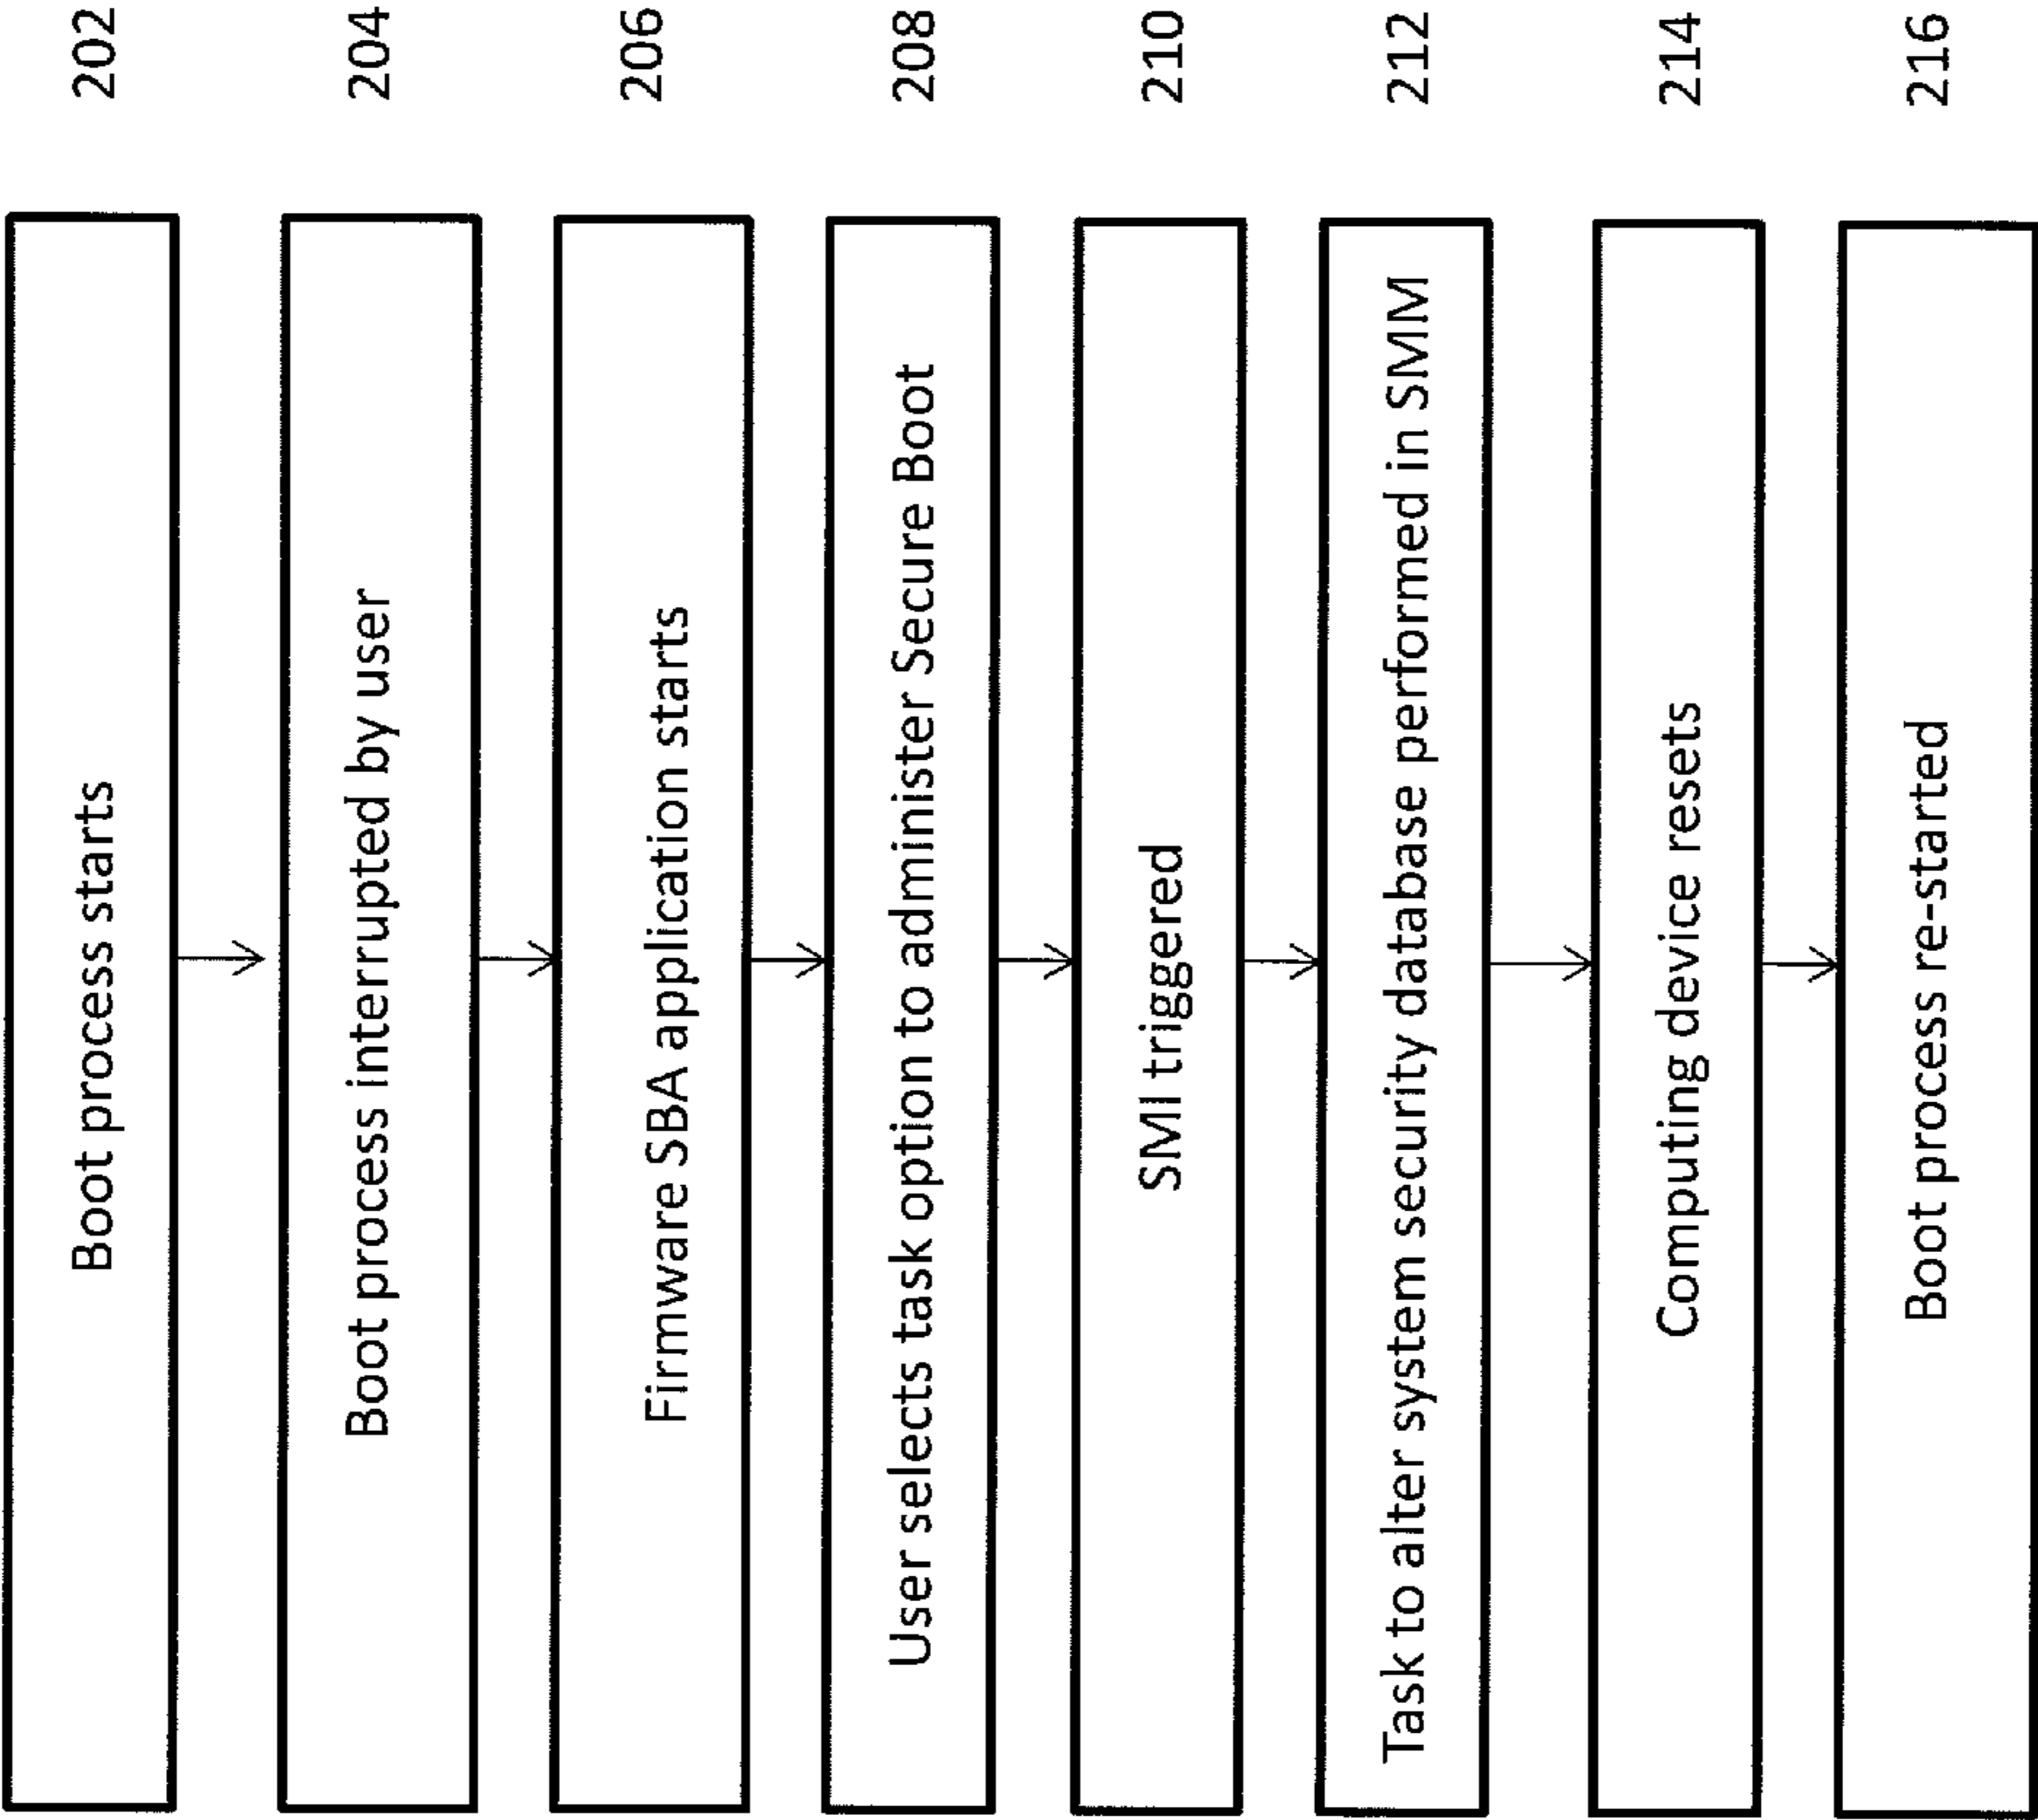 Boot process starts
202
Boot process interrupted by user
204
Firmware SBA application starts
206
User selects task option to administer Secure Boot
208
SMI triggered
210
Task to alter system security database performed in SMM
212
Computing device resets
214
Boot process re-started
216